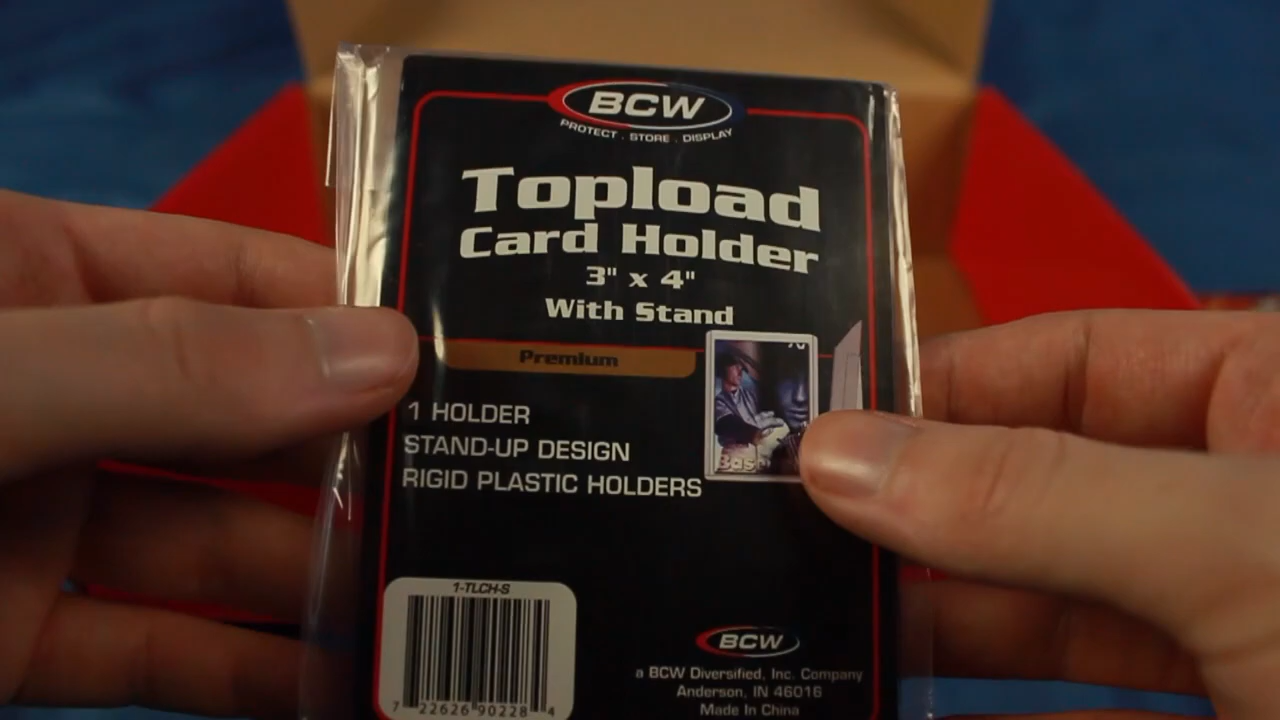 BCW
PROTECT . STORE . DISPLAY
Topload
Card Holder
3" x 4"
With Stand
Premium
1 HOLDER
STAND-UP DESIGN
RIGID PLASTIC HOLDERS
1-TLCH-S
7 22626 90228 4
BCW
a BCW Diversified, Inc. Company
Anderson, IN 46016
Made In China